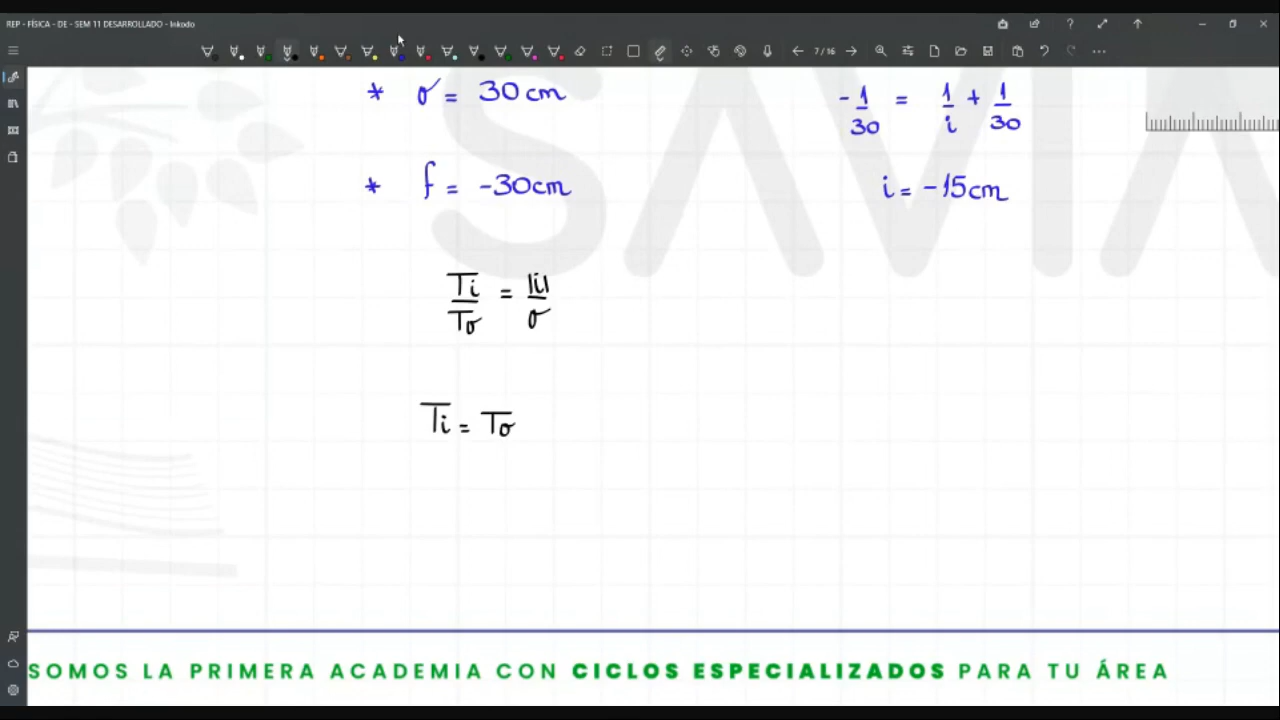 REP - FÍSICA - DE - SEM 11 DESARROLLADO - Inkodo
7 / 16
* σ = 30 cm
-1/30 = 1/i + 1/30
* f = -30cm
i = -15cm
Ti/Tσ = |i|/σ
Ti = Tσ
SAVIA
SOMOS LA PRIMERA ACADEMIA CON CICLOS ESPECIALIZADOS PARA TU ÁREA